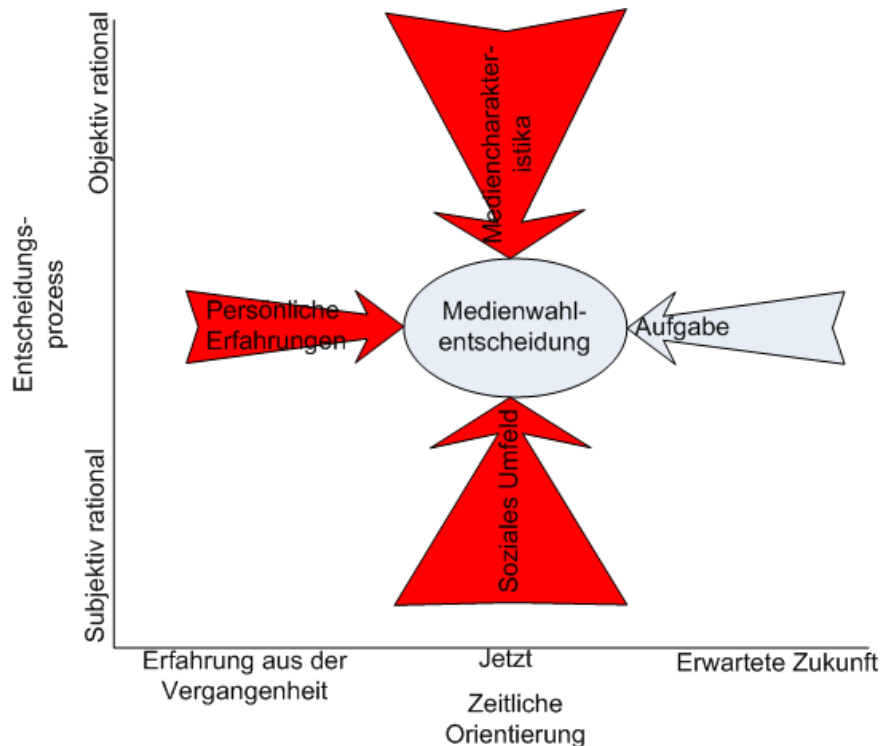 Objektiv rational
Mediencharakter-
istika
Entscheidungs-
prozess
Persönliche
Erfahrungen
Medienwahl-
entscheidung
Aufgabe
Subjektiv rational
Soziales Umfeld
Erfahrung aus der
Vergangenheit
Jetzt
Erwartete Zukunft
Zeitliche
Orientierung